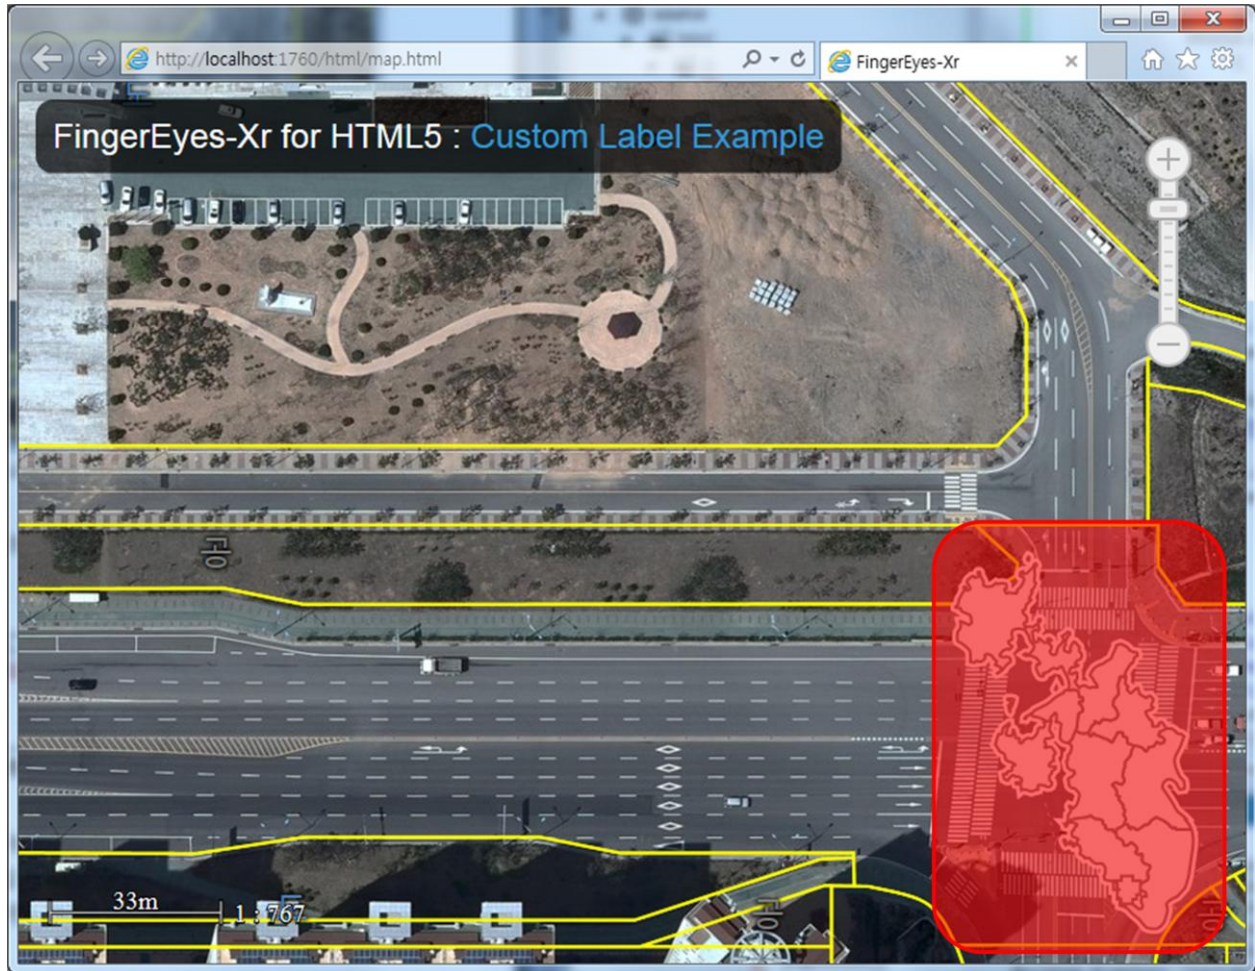 http://localhost:1760/html/map.html
FingerEyes-Xr
FingerEyes-Xr for HTML5 : Custom Label Example
33m
1 : 767